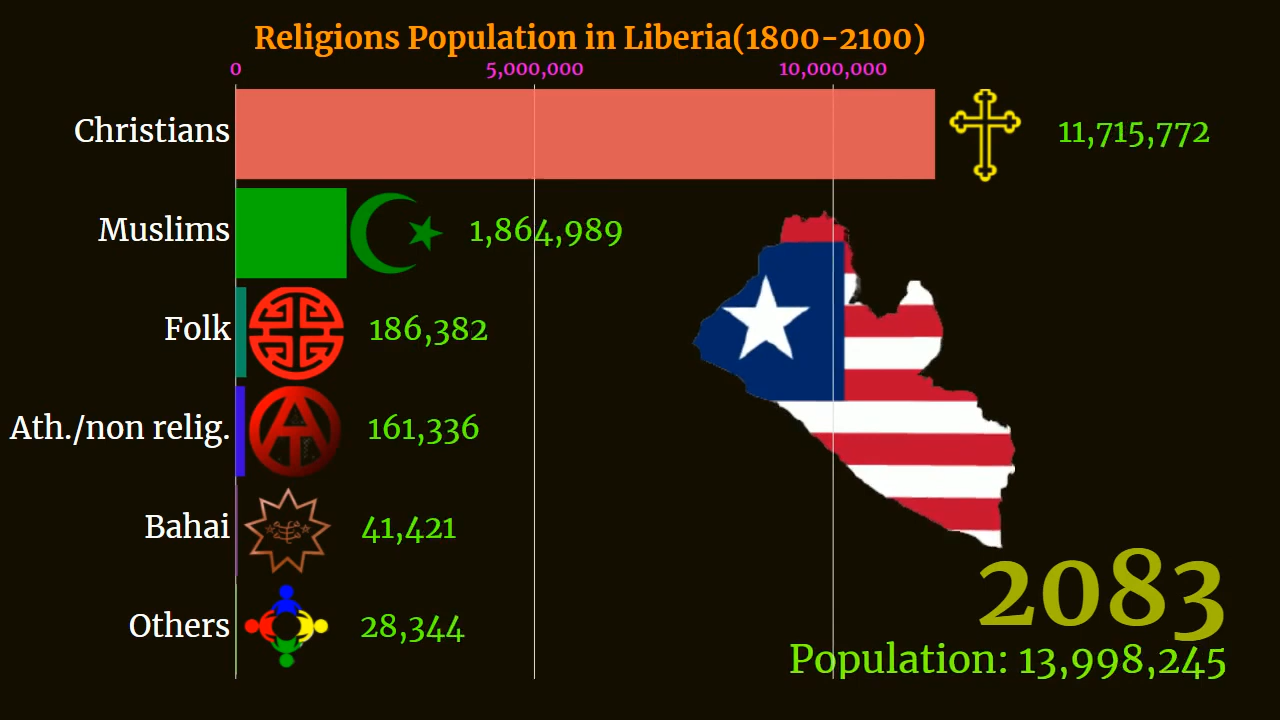 Religions Population in Liberia(1800-2100)
0 5,000,000 10,000,000
Christians 11,715,772
Muslims 1,864,989
Folk 186,382
Ath./non relig. 161,336
Bahai 41,421
Others 28,344
2083
Population: 13,998,245